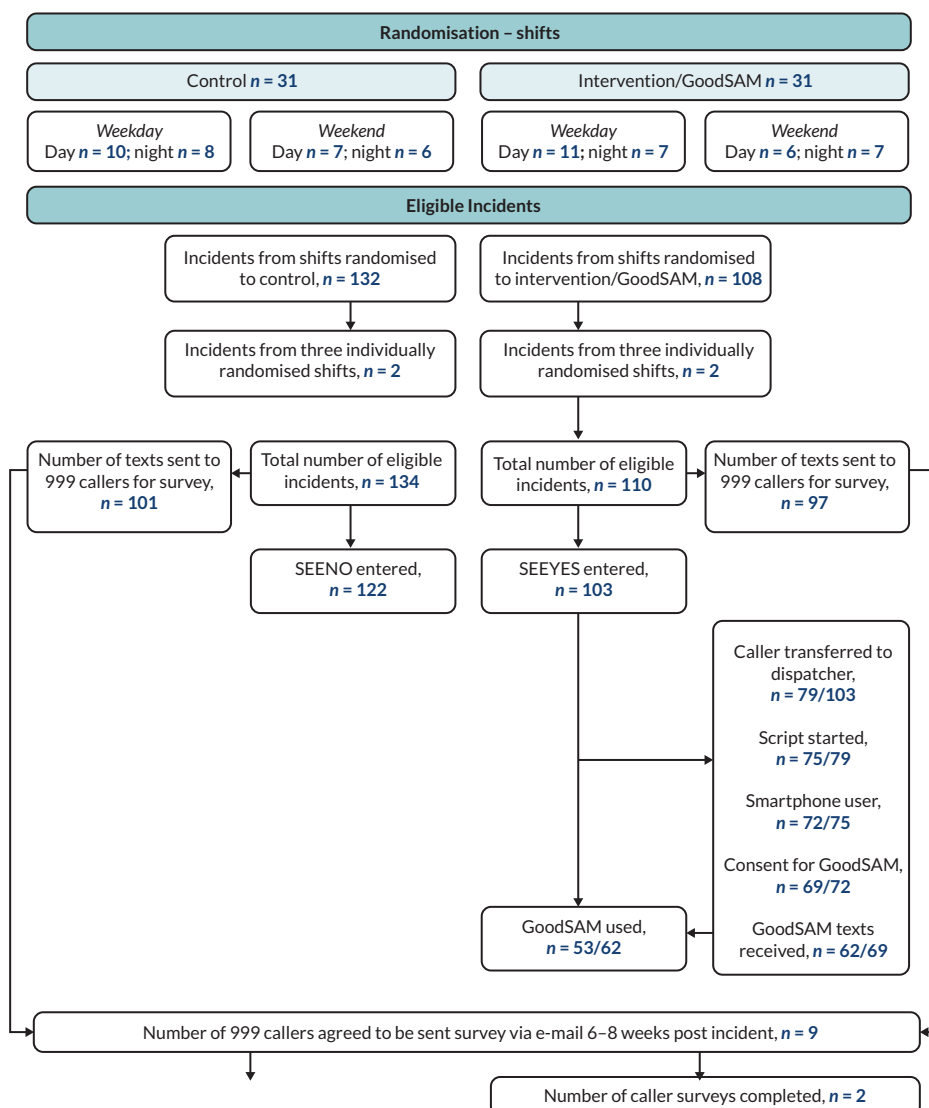 Randomisation – shifts
Control n = 31
Intervention/GoodSAM n = 31
Weekday
Day n = 10; night n = 8
Weekend
Day n = 7; night n = 6
Weekday
Day n = 11; night n = 7
Weekend
Day n = 6; night n = 7
Eligible Incidents
Incidents from shifts randomised
to control, n = 132
Incidents from shifts randomised
to intervention/GoodSAM, n = 108
Incidents from three individually
randomised shifts, n = 2
Incidents from three individually
randomised shifts, n = 2
Number of texts sent to
999 callers for survey,
n = 101
Total number of eligible
incidents, n = 134
Total number of eligible
incidents, n = 110
Number of texts sent to
999 callers for survey,
n = 97
SEENO entered,
n = 122
SEEYES entered,
n = 103
Caller transferred to
dispatcher,
n = 79/103
Script started,
n = 75/79
Smartphone user,
n = 72/75
Consent for GoodSAM,
n = 69/72
GoodSAM texts
received, n = 62/69
GoodSAM used,
n = 53/62
Number of 999 callers agreed to be sent survey via e-mail 6–8 weeks post incident, n = 9
Number of caller surveys completed, n = 2